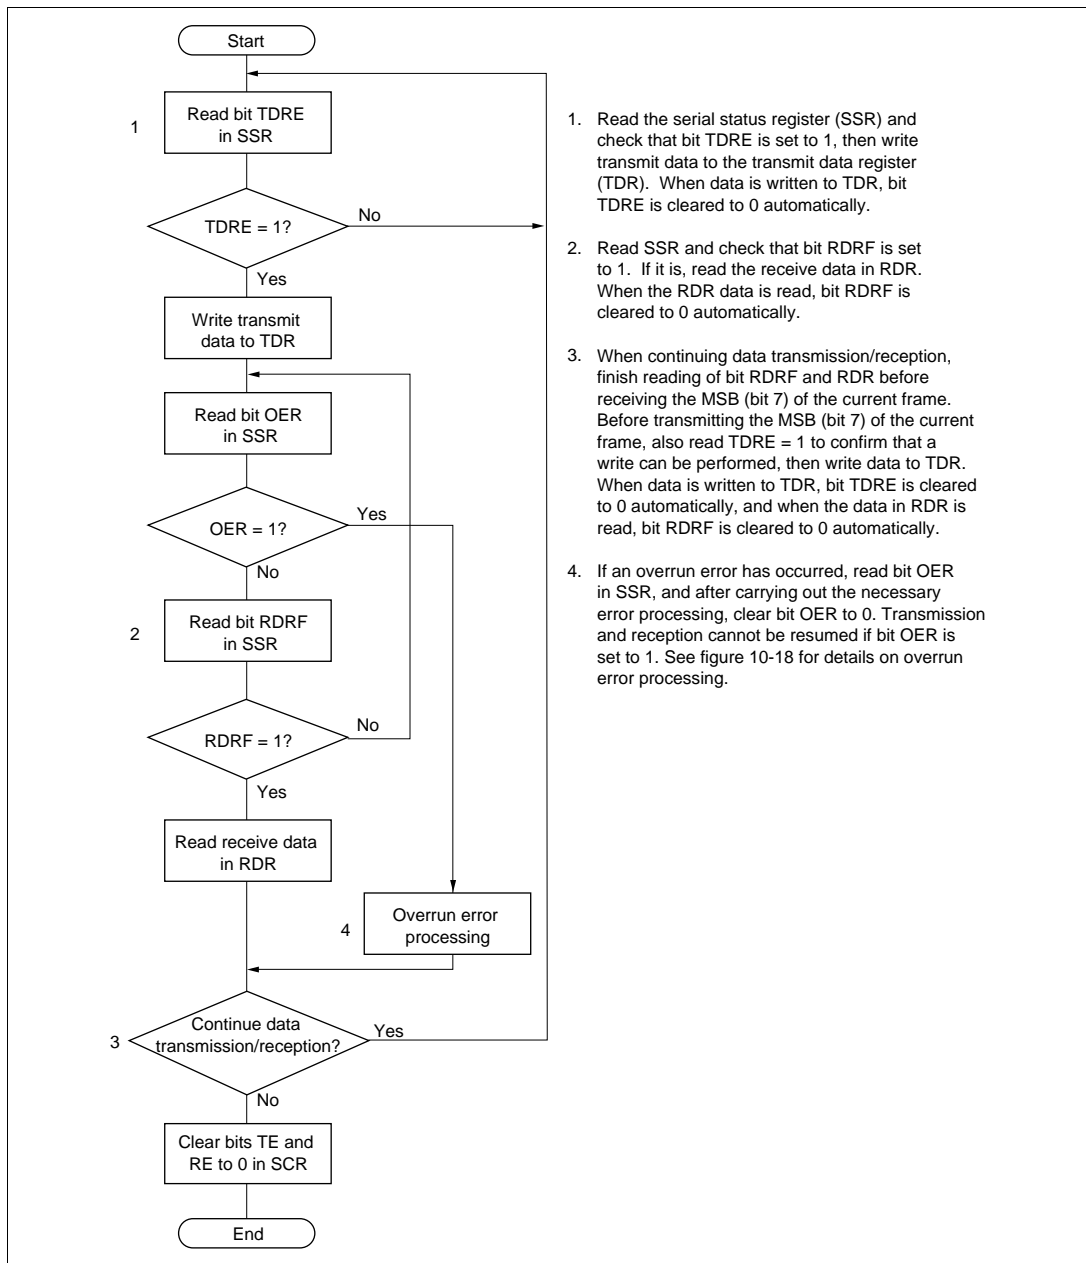 Start
1
Read bit TDRE
in SSR
TDRE = 1?
No
Yes
Write transmit
data to TDR
Read bit OER
in SSR
OER = 1?
Yes
No
2
Read bit RDRF
in SSR
RDRF = 1?
No
Yes
Read receive data
in RDR
4
Overrun error
processing
3
Continue data
transmission/reception?
Yes
No
Clear bits TE and
RE to 0 in SCR
End
1. Read the serial status register (SSR) and
check that bit TDRE is set to 1, then write
transmit data to the transmit data register
(TDR).  When data is written to TDR, bit
TDRE is cleared to 0 automatically.
2. Read SSR and check that bit RDRF is set
to 1.  If it is, read the receive data in RDR.
When the RDR data is read, bit RDRF is
cleared to 0 automatically.
3. When continuing data transmission/reception,
finish reading of bit RDRF and RDR before
receiving the MSB (bit 7) of the current frame.
Before transmitting the MSB (bit 7) of the current
frame, also read TDRE = 1 to confirm that a
write can be performed, then write data to TDR.
When data is written to TDR, bit TDRE is cleared
to 0 automatically, and when the data in RDR is
read, bit RDRF is cleared to 0 automatically.
4. If an overrun error has occurred, read bit OER
in SSR, and after carrying out the necessary
error processing, clear bit OER to 0. Transmission
and reception cannot be resumed if bit OER is
set to 1. See figure 10-18 for details on overrun
error processing.